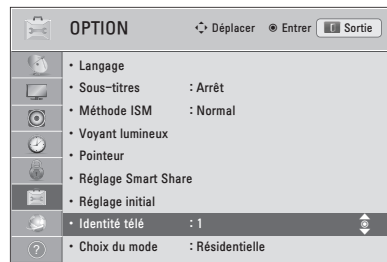 OPTION Déplacer Entrer Sortie
• Langage
• Sous-titres : Arrêt
• Méthode ISM : Normal
• Voyant lumineux
• Pointeur
• Réglage Smart Share
• Réglage initial
• Identité télé : 1
• Choix du mode : Résidentielle
?